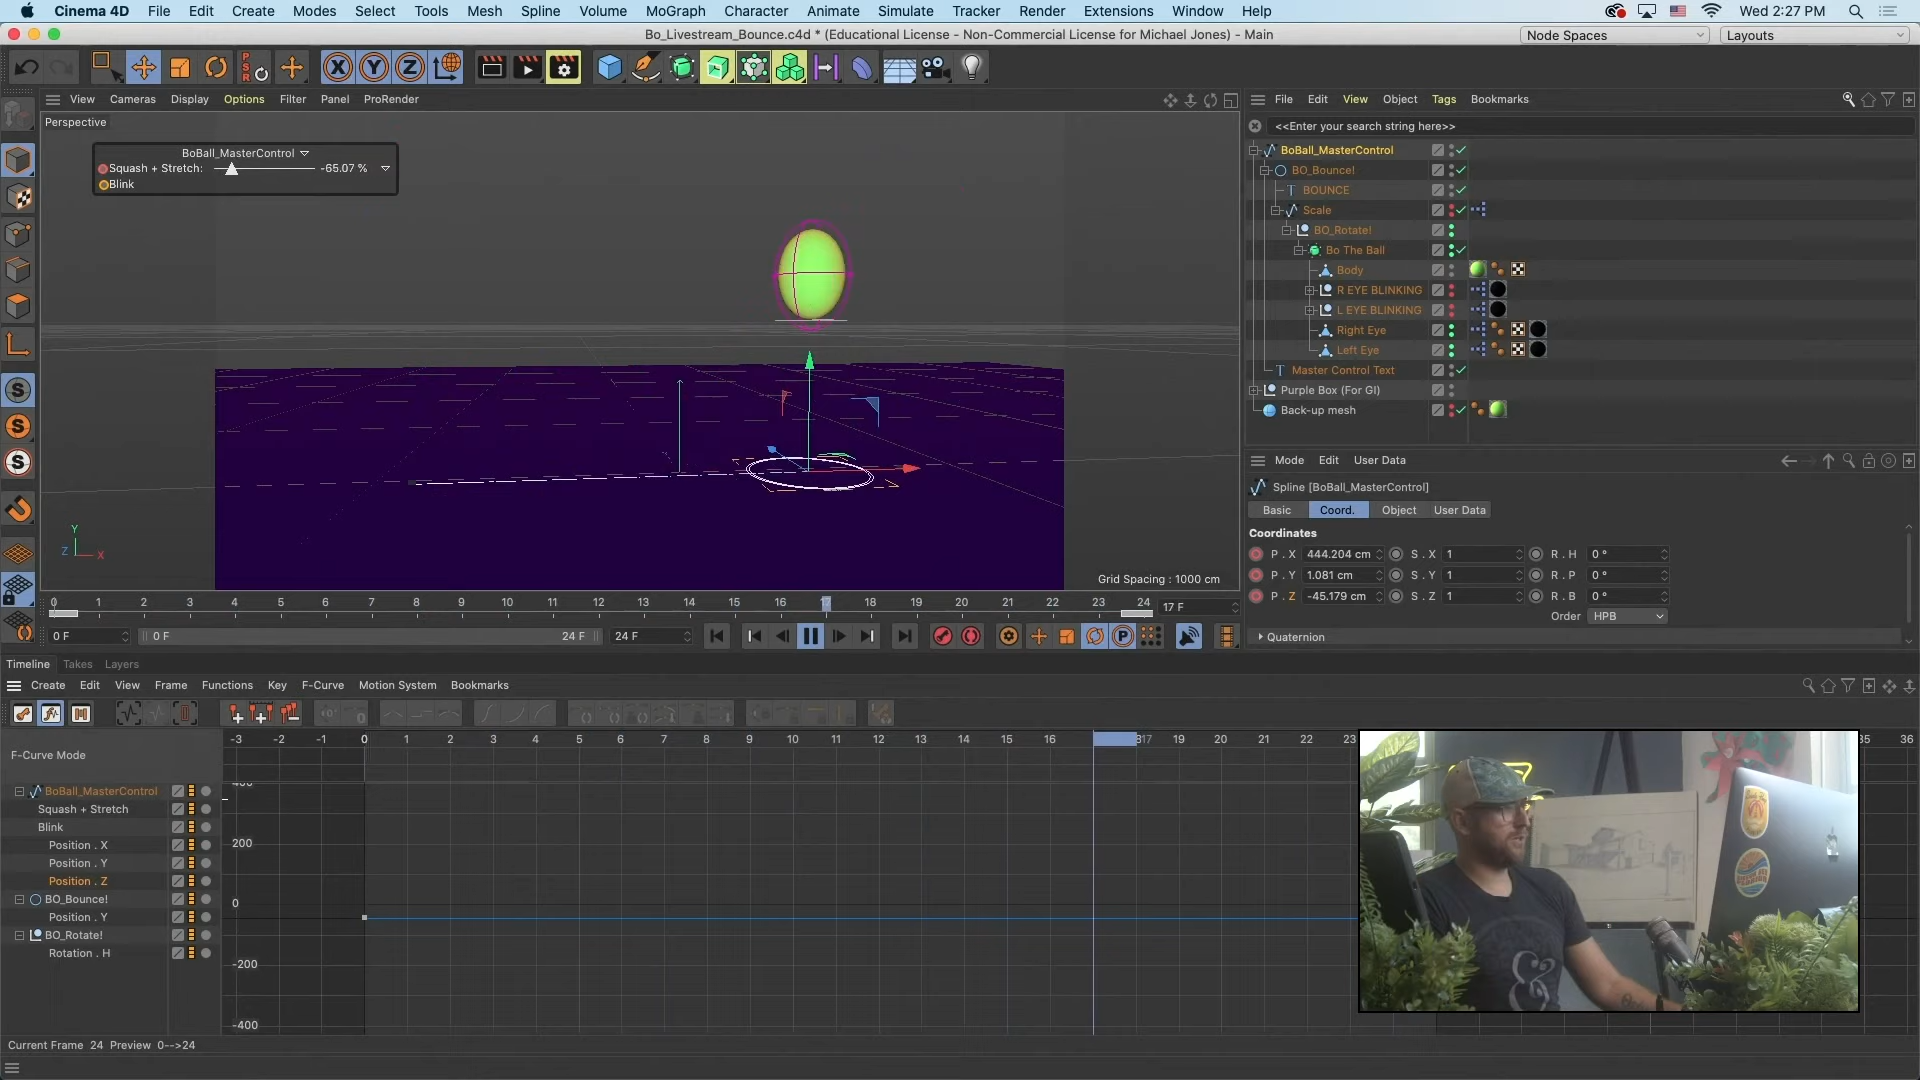 Cinema 4D File Edit Create Modes Select Tools Mesh Spline Volume MoGraph Character Animate Simulate Tracker Render Extensions Window Help Wed 2:27 PM
Bo_Livestream_Bounce.c4d * (Educational License - Non-Commercial License for Michael Jones) - Main
Node Spaces Layouts
X Y Z
PSR
View Cameras Display Options Filter Panel ProRender
File Edit View Object Tags Bookmarks
Perspective
<<Enter your search string here>>
BoBall_MasterControl
Squash + Stretch: -65.07 %
Blink
BoBall_MasterControl
BO_Bounce!
BOUNCE
Scale
BO_Rotate!
Bo The Ball
Body
R EYE BLINKING
L EYE BLINKING
Right Eye
Left Eye
Master Control Text
Purple Box (For GI)
Back-up mesh
Mode Edit User Data
Spline [BoBall_MasterControl]
Basic Coord. Object User Data
Coordinates
P . X 444.204 cm S . X 1 R . H 0 °
P . Y 1.081 cm S . Y 1 R . P 0 °
P . Z -45.179 cm S . Z 1 R . B 0 °
Order HPB
Quaternion
S
S
S
Y
Z X
Grid Spacing : 1000 cm
0 1 2 3 4 5 6 7 8 9 10 11 12 13 14 15 16 17 18 19 20 21 22 23 24 17 F
0 F 0 F 24 F 24 F
P
Timeline Takes Layers
Create Edit View Frame Functions Key F-Curve Motion System Bookmarks
-3 -2 -1 0 1 2 3 4 5 6 7 8 9 10 11 12 13 14 15 16 17 19 20 21 22 23 35 36
F-Curve Mode
BoBall_MasterControl
Squash + Stretch
Blink
Position . X
Position . Y
Position . Z
BO_Bounce!
Position . Y
BO_Rotate!
Rotation . H
400
200
0
-200
-400
&
Current Frame 24 Preview 0-->24